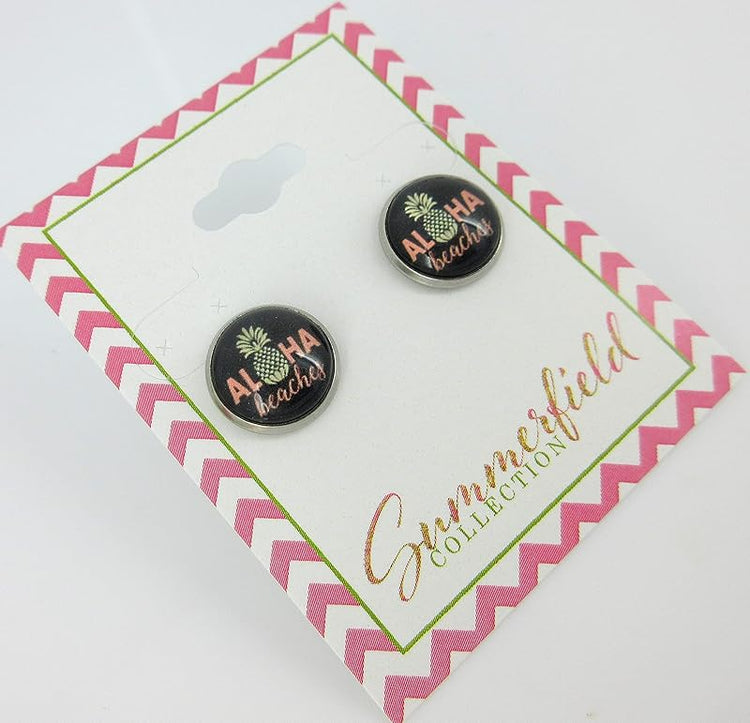 ALOHA
beaches
ALOHA
beaches
Summerfield
COLLECTION